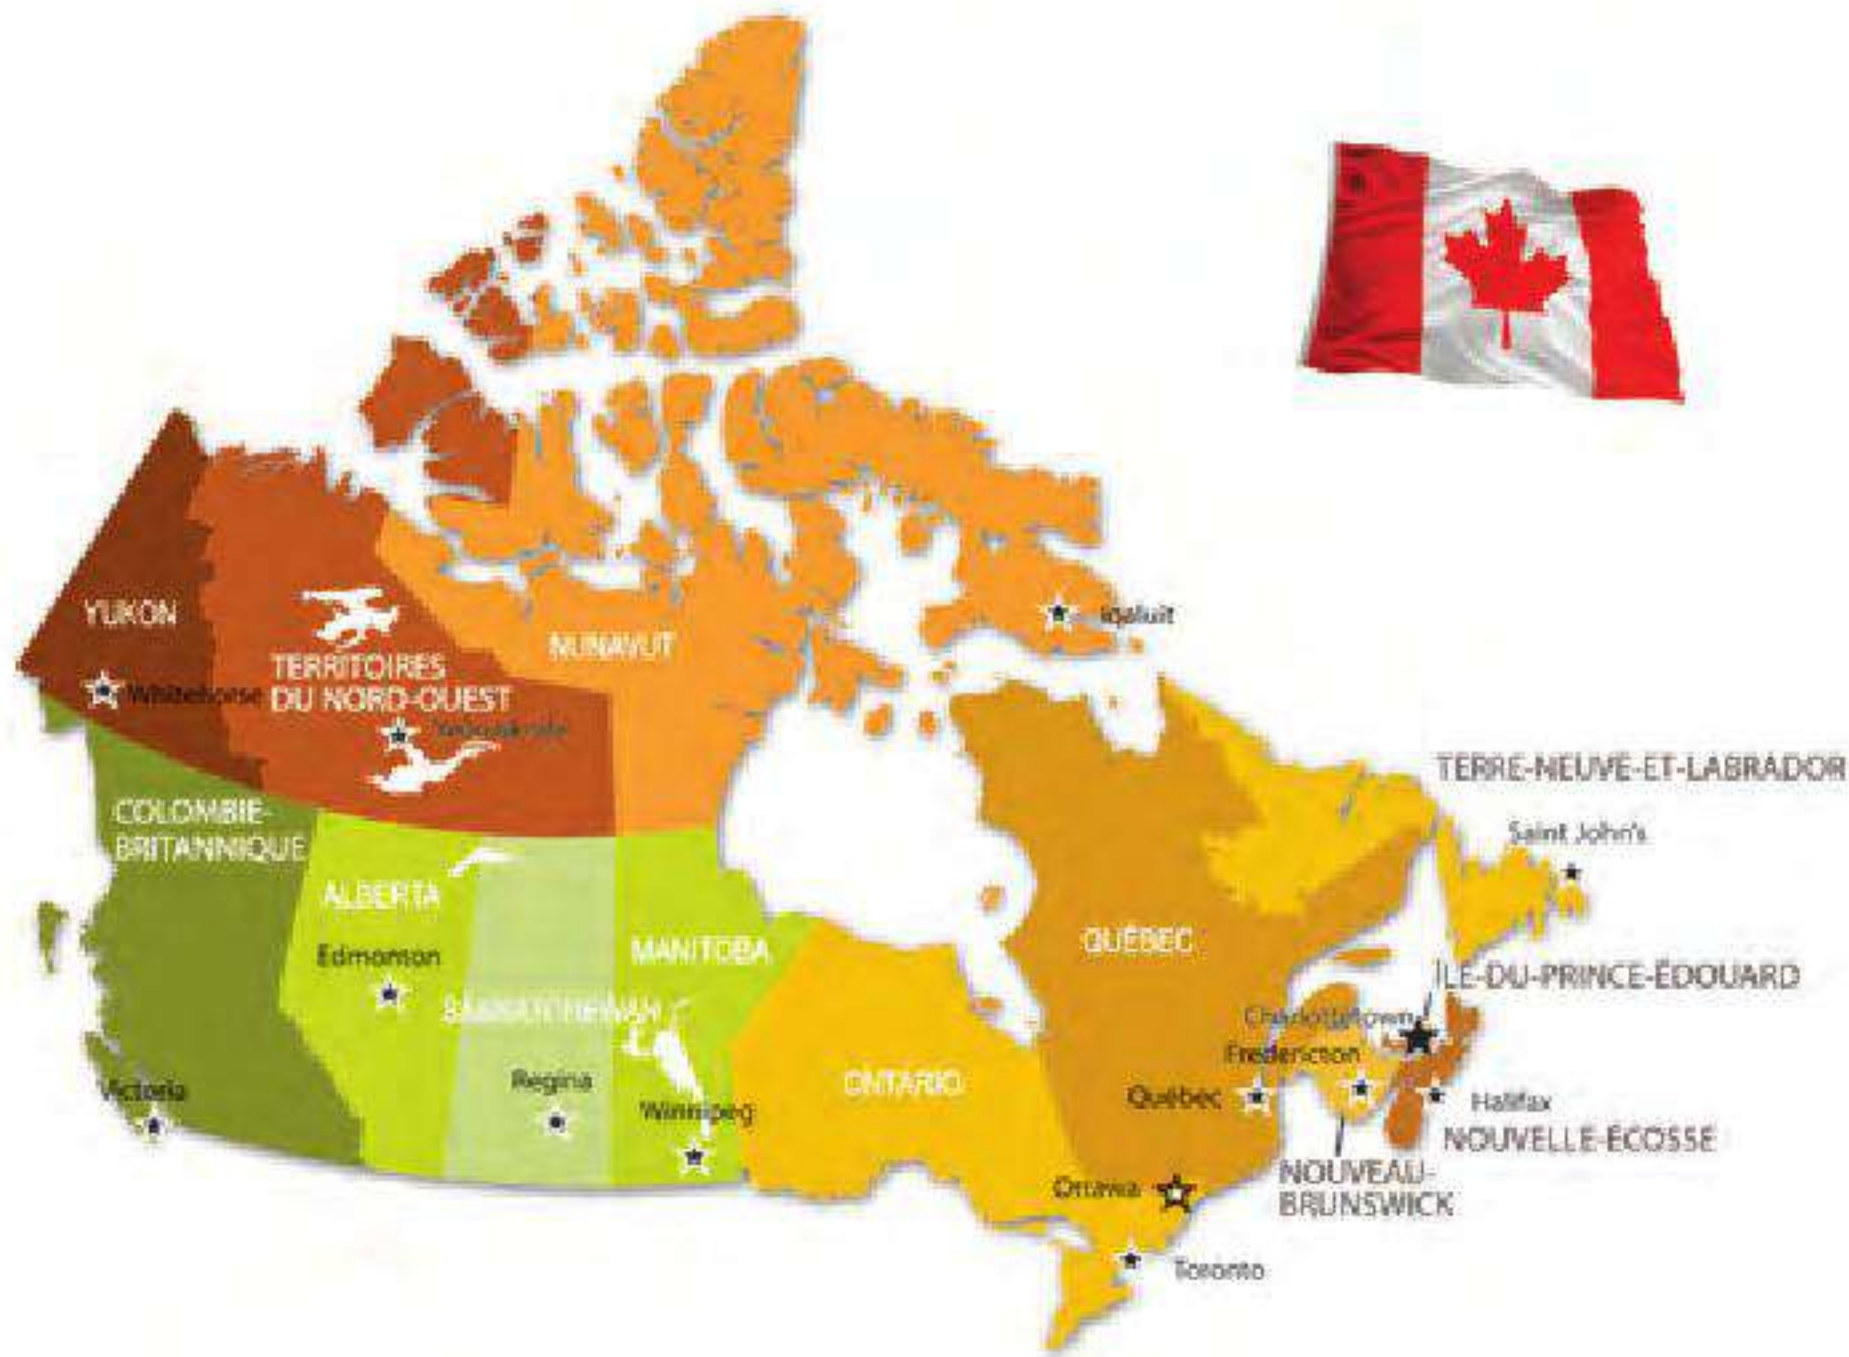 YUKON
Whitehorse
TERRITOIRES
DU NORD-OUEST
Yellowknife
NUNAVUT
Iqaluit
COLOMBIE-
BRITANNIQUE
Victoria
ALBERTA
Edmonton
SASKATCHEWAN
Regina
MANITOBA
Winnipeg
ONTARIO
Ottawa
Toronto
QUÉBEC
Québec
TERRE-NEUVE-ET-LABRADOR
Saint John's
ÎLE-DU-PRINCE-ÉDOUARD
Charlottetown
Fredericton
Halifax
NOUVELLE-ÉCOSSE
NOUVEAU-
BRUNSWICK